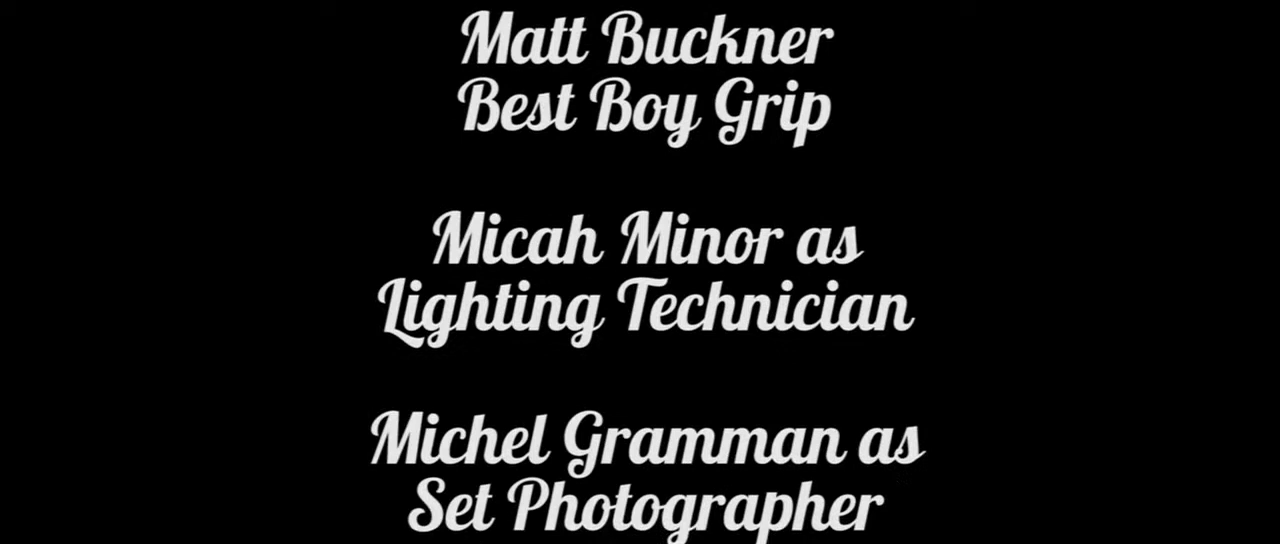 Matt Buckner
Best Boy Grip
Micah Minor as
Lighting Technician
Michel Gramman as
Set Photographer